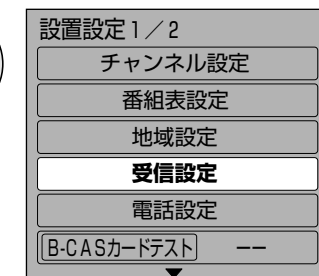 設置設定1／2
チャンネル設定
番組表設定
地域設定
受信設定
電話設定
B-CASカードテスト −−